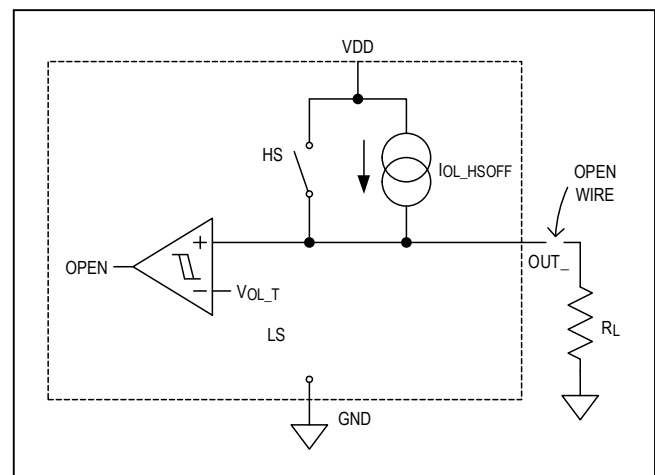 VDD
HS
IOL_HSOFF
OPEN
WIRE
+
OPEN
OUT_
−
VOL_T
RL
LS
GND